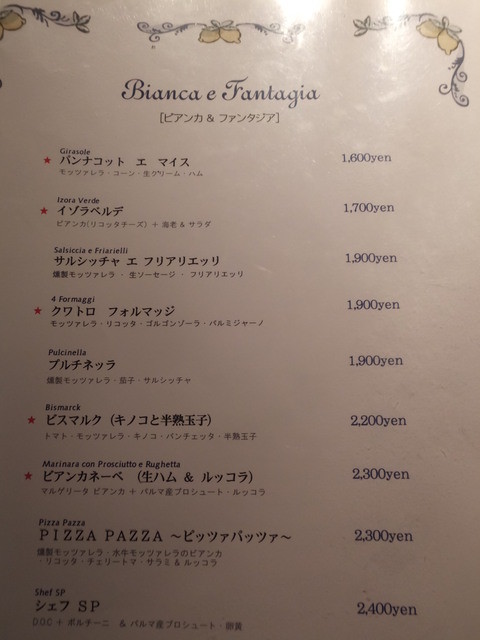 Bianca e Fantagia
[ビアンカ & ファンタジア]
Girasole
★ パンナコット エ マイス 1,600yen
モッツァレラ・コーン・生クリーム・ハム
Izora Verde
★ イゾラベルデ 1,700yen
ビアンカ(リコッタチーズ) + 海老 & サラダ
Salsiccia e Friarielli
サルシッチャ エ フリアリエッリ 1,900yen
燻製モッツァレラ ・ 生ソーセージ ・ フリアリエッリ
4 Formaggi
★ クワトロ フォルマッジ 1,900yen
モッツァレラ・リコッタ・ゴルゴンゾーラ・パルミジャーノ
Pulcinella
プルチネッラ 1,900yen
燻製モッツァレラ・茄子・サルシッチャ
Bismarck
★ ビスマルク (キノコと半熟玉子) 2,200yen
トマト・モッツァレラ・キノコ・パンチェッタ・半熟玉子
Marinara con Prosciutto e Rughetta
★ ビアンカネーベ (生ハム & ルッコラ) 2,300yen
マルゲリータ ビアンカ + パルマ産プロシュート・ルッコラ
Pizza Pazza
PIZZA PAZZA ～ピッツァパッツァ～ 2,300yen
燻製モッツァレラ・水牛モッツァレラのビアンカ
・リコッタ・チェリートマ・サラミ & ルッコラ
Shef SP
シェフ SP 2,400yen
DOC + ポルチーニ & パルマ産プロシュート・卵黄